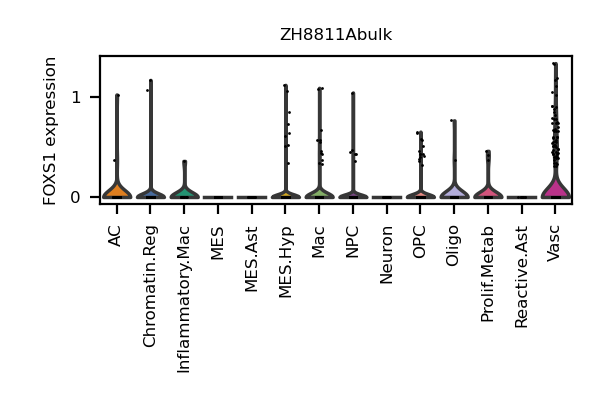 ZH8811Abulk
FOXS1 expression
1
0
AC
Chromatin.Reg
Inflammatory.Mac
MES
MES.Ast
MES.Hyp
Mac
NPC
Neuron
OPC
Oligo
Prolif.Metab
Reactive.Ast
Vasc